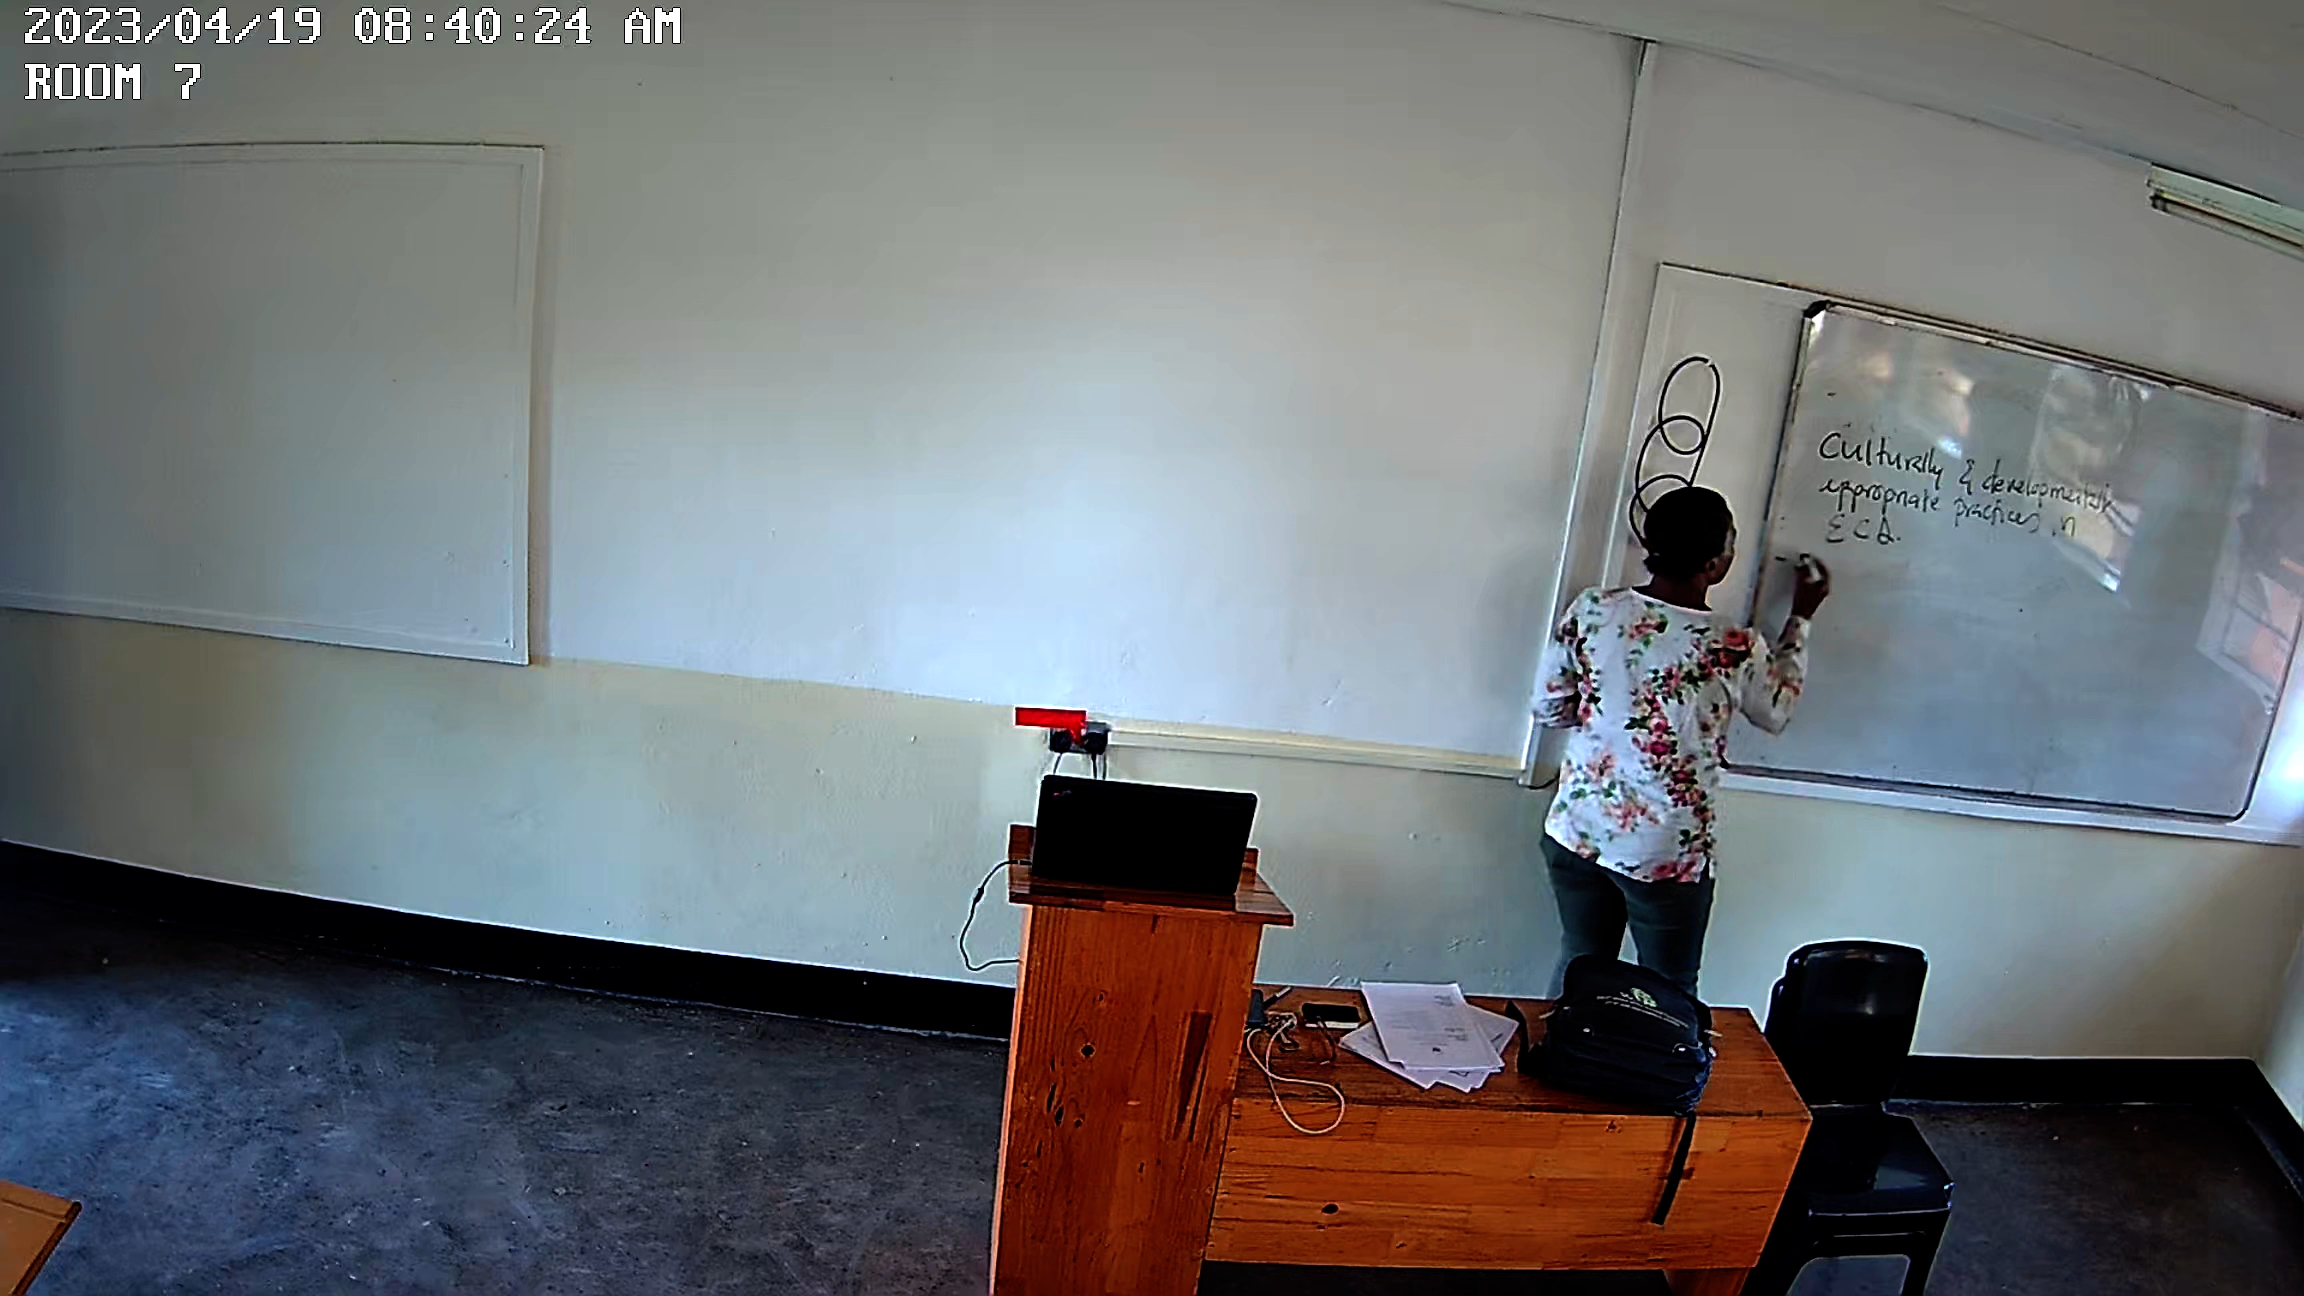 2023/04/19 08:40:24 AM
ROOM 7
Culturally & developmentally
appropriate practices in
ECD.